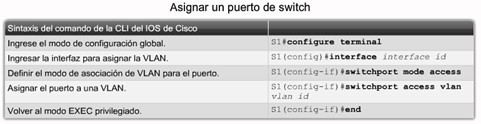 Asignar un puerto de switch
Sintaxis del comando de la CLI del IOS de Cisco
Ingrese el modo de configuración global. S1#configure terminal
Ingresar la interfaz para asignar la VLAN. S1(config)#interface interface id
Definir el modo de asociación de VLAN para el puerto. S1(config-if)#switchport mode access
Asignar el puerto a una VLAN. S1(config-if)#switchport access vlan
vlan id
Volver al modo EXEC privilegiado. S1(config-if)#end